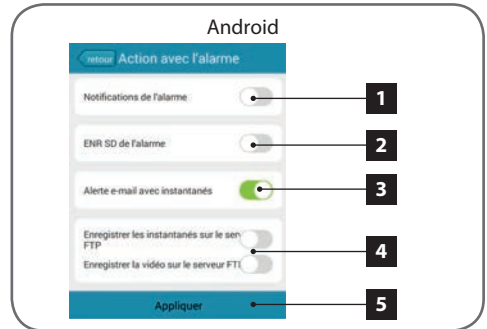 Android
retour Action avec l'alarme
Notifications de l'alarme
1
ENR SD de l'alarme
2
Alerte e-mail avec instantanés
3
Enregistrer les instantanés sur le ser
FTP
4
Enregistrer la vidéo sur le serveur FT
Appliquer
5